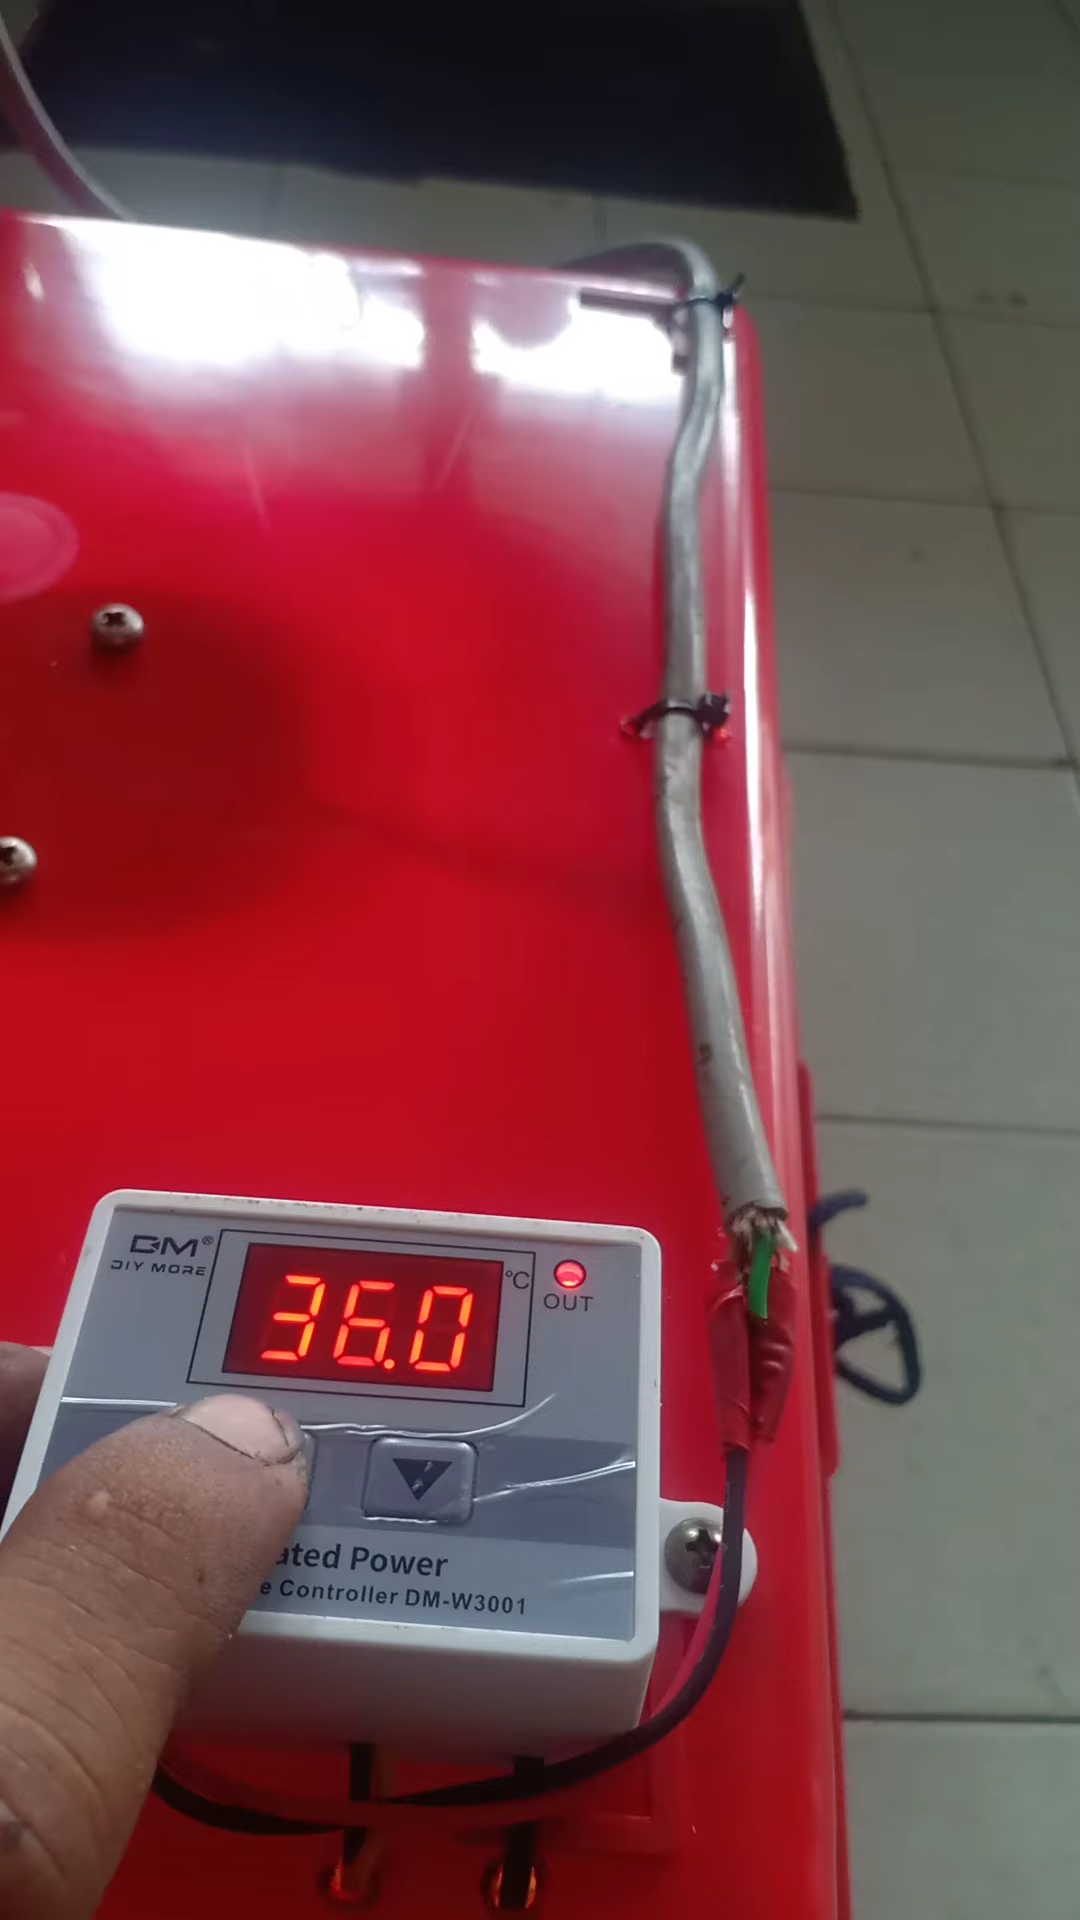 DM®
DIY MORE
36.0
°C
OUT
ated Power
e Controller DM-W3001